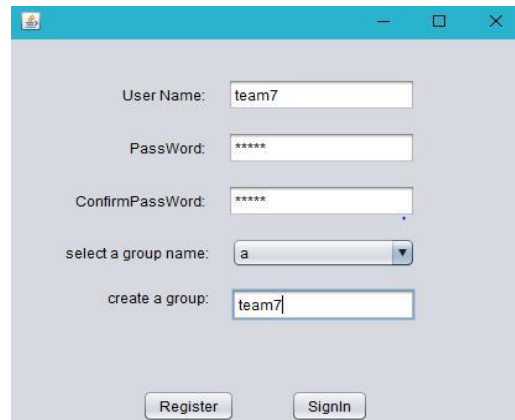 User Name: team7
PassWord: *****
ConfirmPassWord: *****
select a group name: a
create a group: team7
Register SignIn